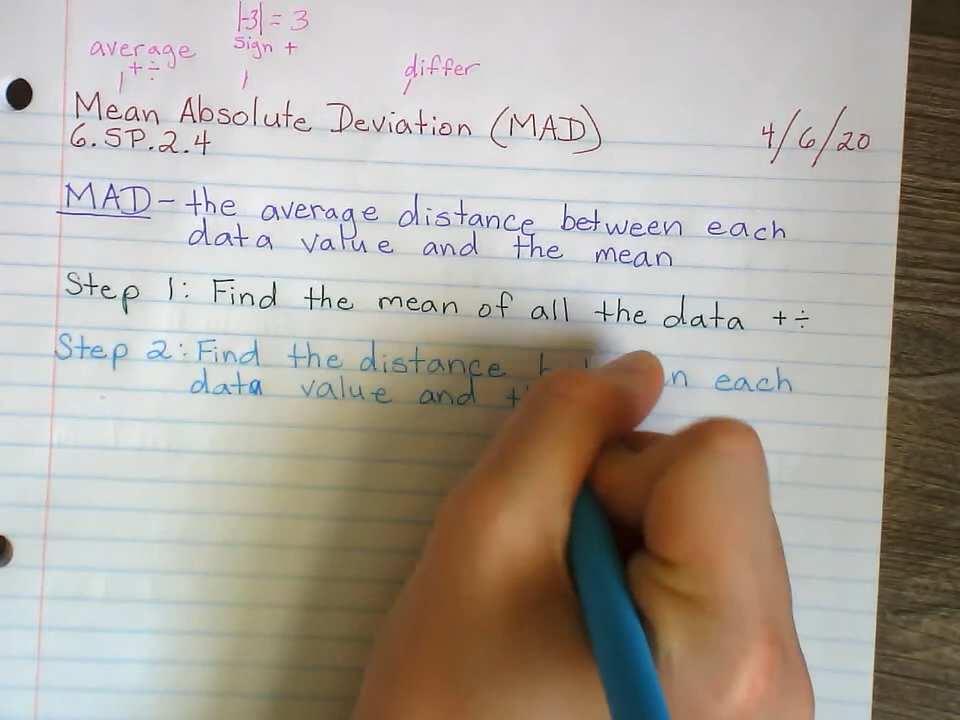 |-3| = 3
average sign + differ
+ ÷
Mean Absolute Deviation (MAD) 4/6/20
6.SP.2.4
MAD - the average distance between each
data value and the mean
Step 1: Find the mean of all the data + ÷
Step 2: Find the distance each
data value and